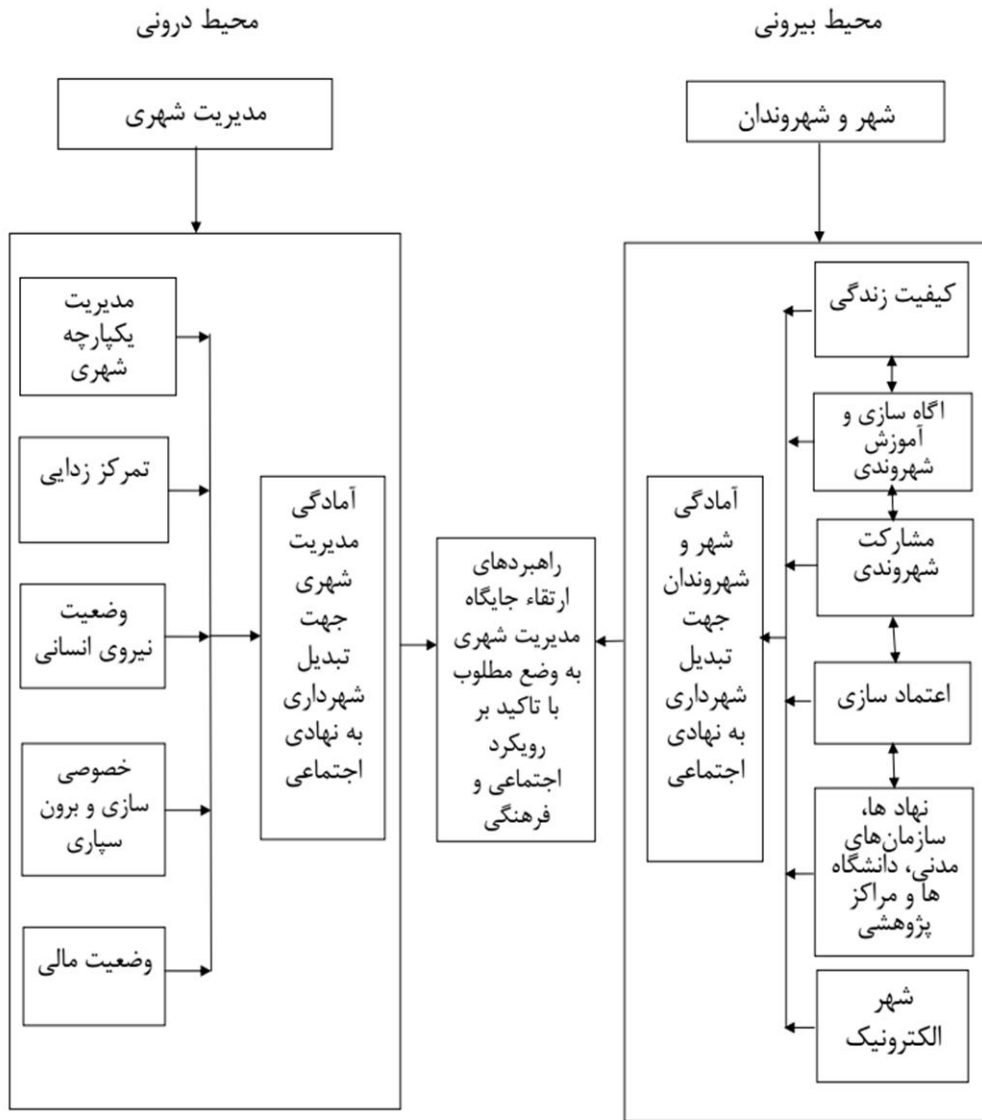 محیط بیرونی
شهر و شهروندان
کیفیت زندگی
اگاه سازی و
آموزش
شهروندی
مشارکت
شهروندی
اعتماد سازی
نهاد ها،
سازمان‌های
مدنی، دانشگاه
ها و مراکز
پژوهشی
شهر
الکترونیک
آمادگی
شهر و
شهروندان
جهت
تبدیل
شهرداری
به نهادی
اجتماعی
راهبردهای
ارتقاء جایگاه
مدیریت شهری
به وضع مطلوب
با تاکید بر
رویکرد
اجتماعی و
فرهنگی
محیط درونی
مدیریت شهری
آمادگی
مدیریت
شهری
جهت
تبدیل
شهرداری
به نهادی
اجتماعی
مدیریت
یکپارچه
شهری
تمرکز زدایی
وضعیت
نیروی انسانی
خصوصی
سازی و برون
سپاری
وضعیت مالی